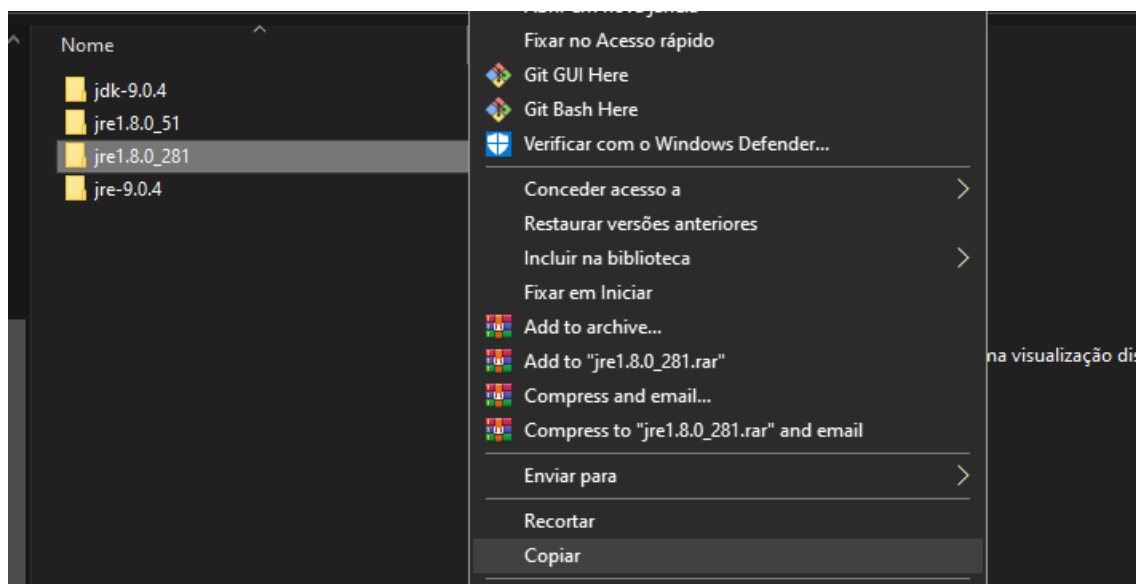 Nome
jdk-9.0.4
jre1.8.0_51
jre1.8.0_281
jre-9.0.4
Fixar no Acesso rápido
Git GUI Here
Git Bash Here
Verificar com o Windows Defender...
Conceder acesso a
Restaurar versões anteriores
Incluir na biblioteca
Fixar em Iniciar
Add to archive...
Add to "jre1.8.0_281.rar"
Compress and email...
Compress to "jre1.8.0_281.rar" and email
Enviar para
Recortar
Copiar
visualização